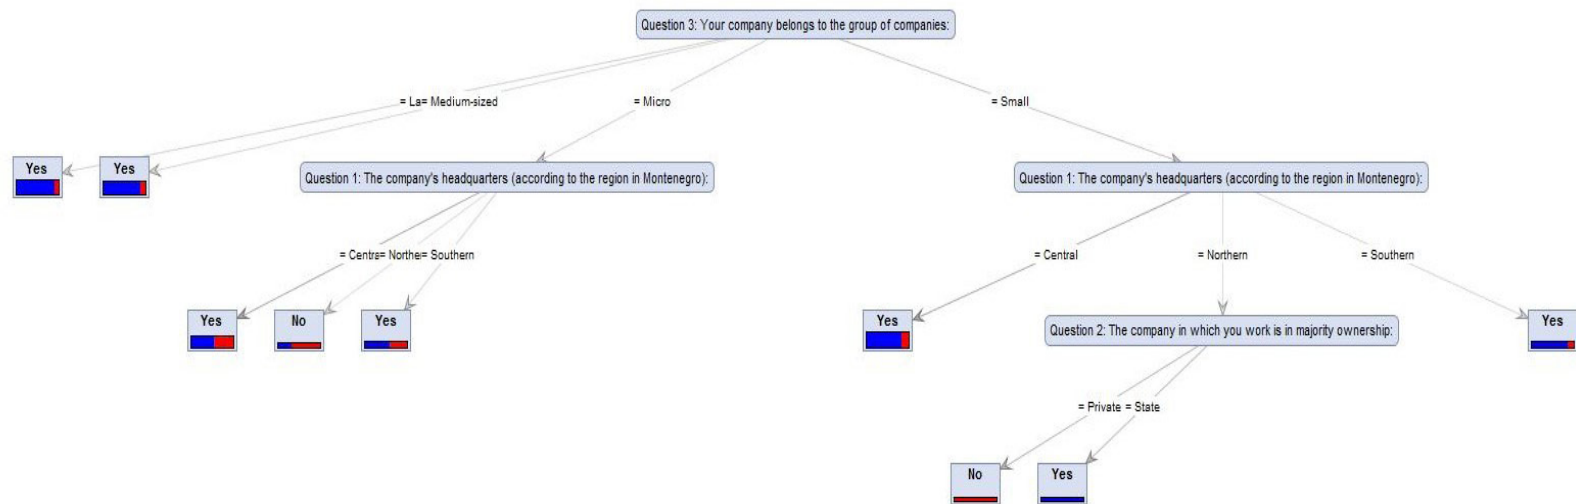 Question 3: Your company belongs to the group of companies:
= La= Medium-sized
= Micro
= Small
Yes
Yes
Question 1: The company's headquarters (according to the region in Montenegro):
Question 1: The company's headquarters (according to the region in Montenegro):
= Centra= Northe= Southern
= Central
= Northern
= Southern
Yes
No
Yes
Yes
Question 2: The company in which you work is in majority ownership:
Yes
= Private = State
No
Yes